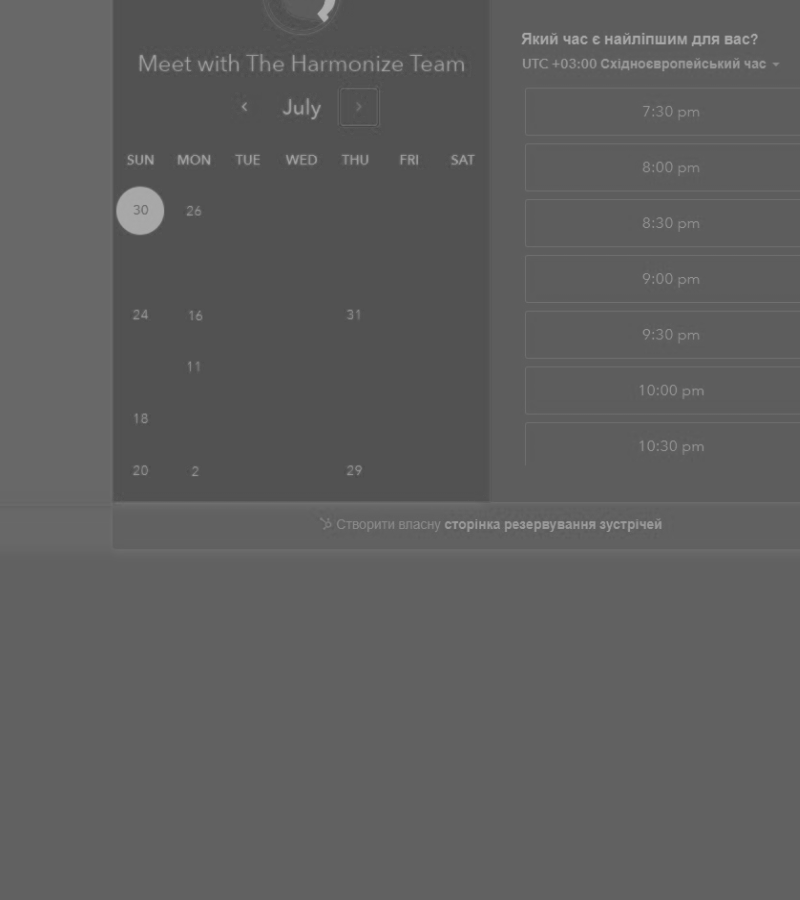 Meet with The Harmonize Team
July
SUN MON TUE WED THU FRI SAT
30 26
24 16 31
11
18
20 2 29
Який час є найліпшим для вас?
UTC +03:00 Східноєвропейський час
7:30 pm
8:00 pm
8:30 pm
9:00 pm
9:30 pm
10:00 pm
10:30 pm
Створити власну сторінка резервування зустрічей